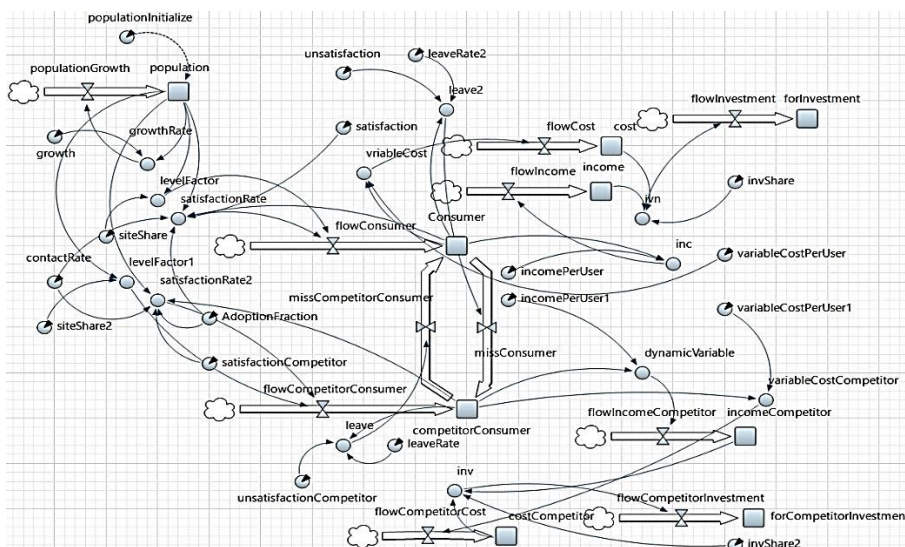 populationInitialize
populationGrowth
population
unsatisfaction
leaveRate2
leave2
flowInvestment
forInvestment
growth
growthRate
satisfaction
flowCost
cost
vriableCost
flowIncome
income
ivn
invShare
levelFactor
satisfactionRate
siteShare
flowConsumer
Consumer
inc
contactRate
levelFactor1
satisfactionRate2
missCompetitorConsumer
incomePerUser
variableCostPerUser
incomePerUser1
variableCostPerUser1
siteShare2
AdoptionFraction
missConsumer
dynamicVariable
satisfactionCompetitor
flowCompetitorConsumer
variableCostCompetitor
competitorConsumer
flowIncomeCompetitor
incomeCompetitor
leave
leaveRate
unsatisfactionCompetitor
inv
flowCompetitorInvestment
flowCompetitorCost
costCompetitor
forCompetitorInvestment
invShare2